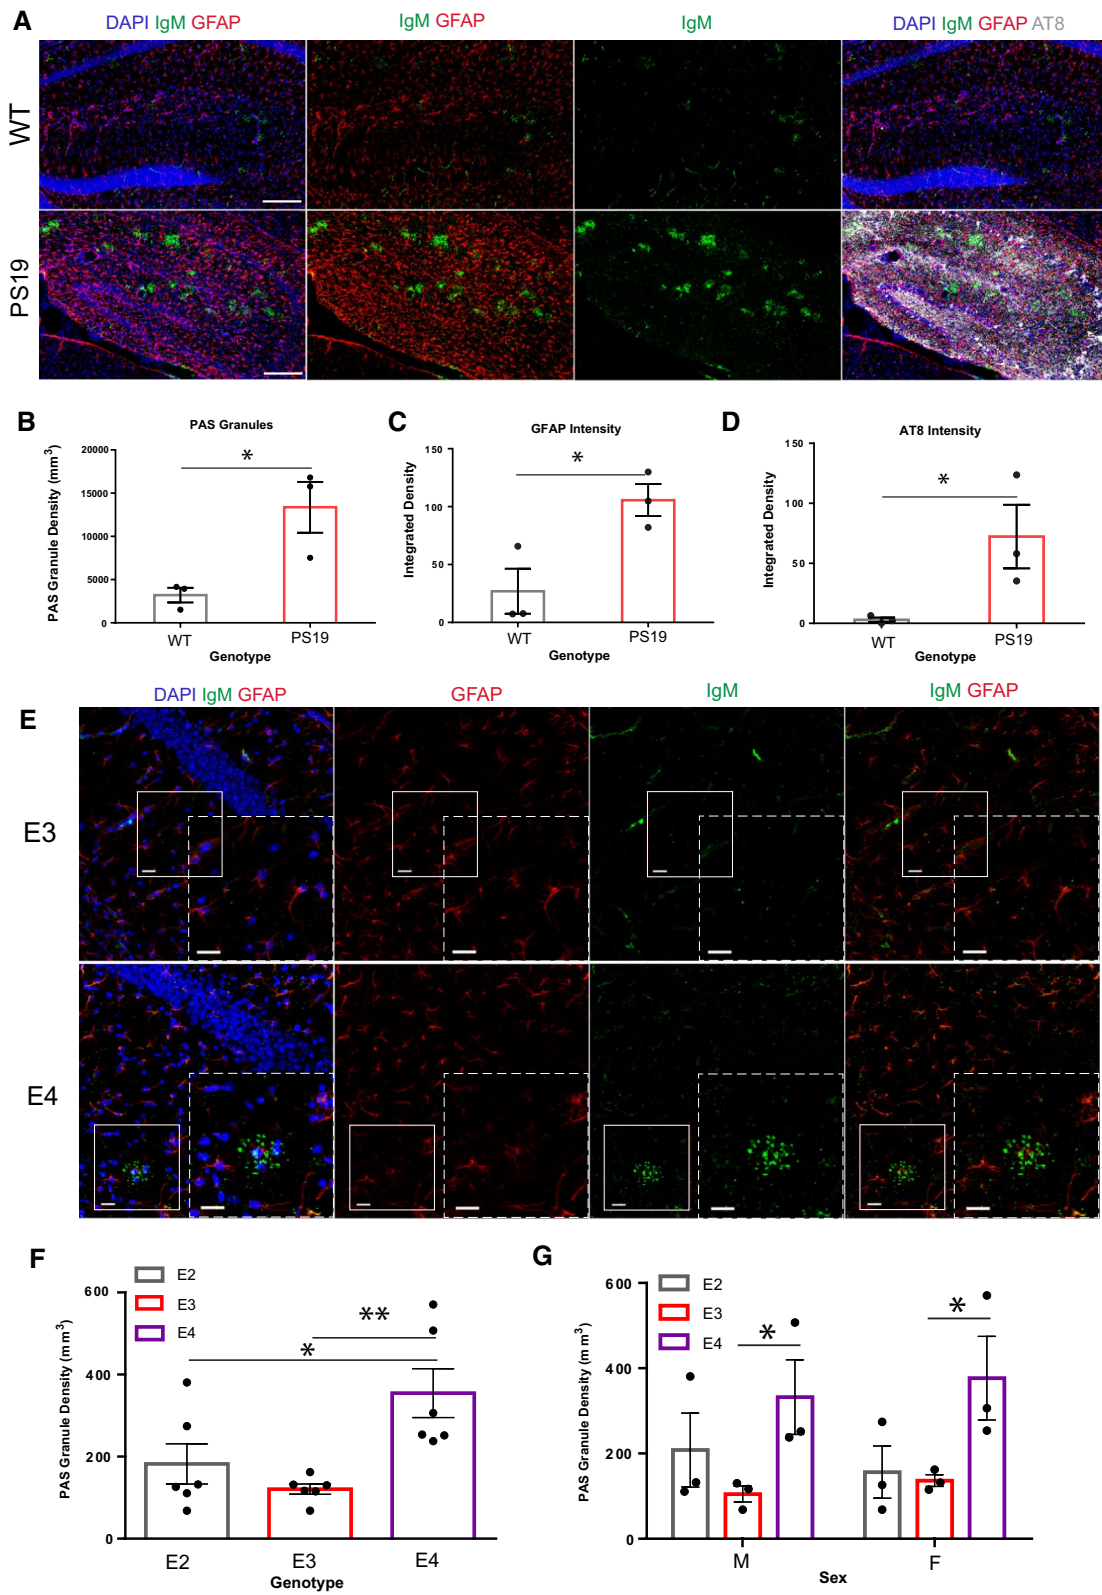 A
DAPI IgM GFAP
IgM GFAP
IgM
DAPI IgM GFAP AT8
WT
PS19
B
PAS Granules
PAS Granule Density (mm3)
20000
15000
10000
5000
0
*
WT
PS19
Genotype
C
GFAP Intensity
Integrated Density
150
100
50
0
*
WT
PS19
Genotype
D
AT8 Intensity
Integrated Density
150
100
50
0
*
WT
PS19
Genotype
E
DAPI IgM GFAP
GFAP
IgM
IgM GFAP
E3
E4
F
E2
E3
E4
PAS Granule Density (mm3)
600
400
200
0
**
*
E2
E3
E4
Genotype
G
E2
E3
E4
PAS Granule Density (mm3)
600
400
200
0
*
*
M
F
Sex